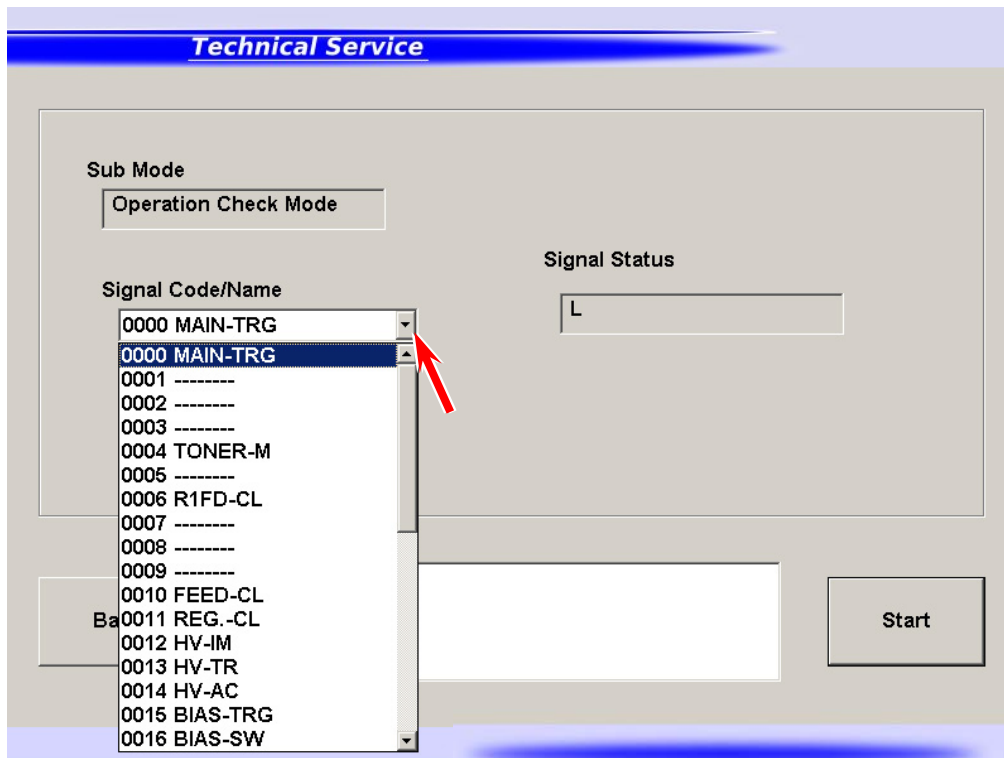 Technical Service
Sub Mode
Operation Check Mode
Signal Status
L
Signal Code/Name
0000 MAIN-TRG
0000 MAIN-TRG
0001 --------
0002 --------
0003 --------
0004 TONER-M
0005 --------
0006 R1FD-CL
0007 --------
0008 --------
0009 --------
0010 FEED-CL
0011 REG.-CL
0012 HV-IM
0013 HV-TR
0014 HV-AC
0015 BIAS-TRG
0016 BIAS-SW
Ba
Start